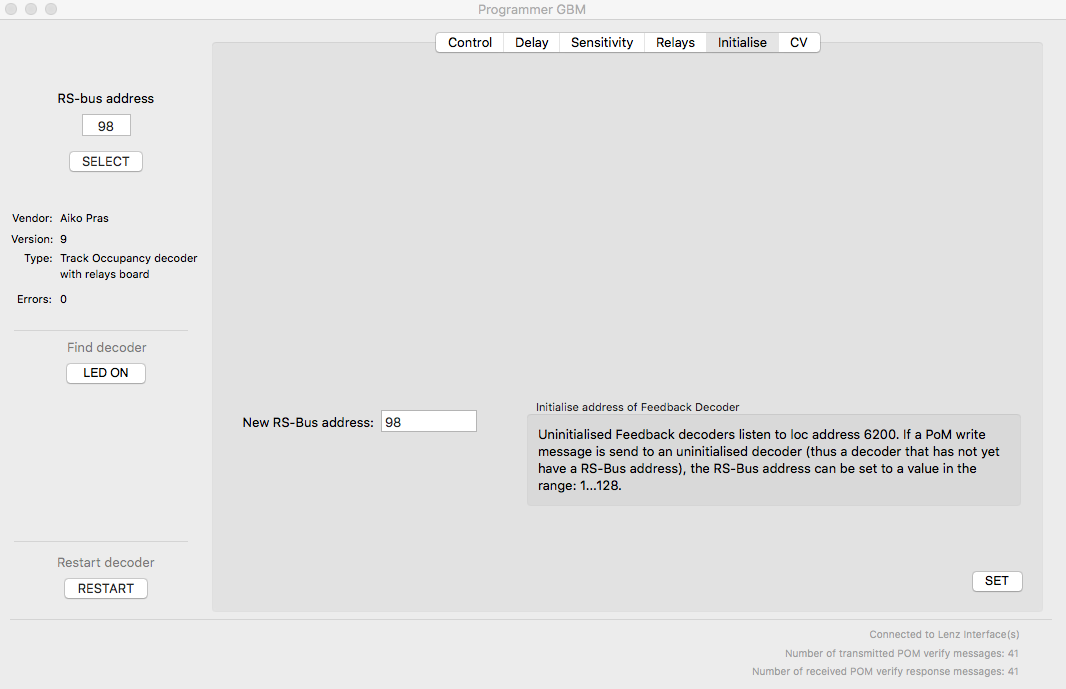 Programmer GBM
Control Delay Sensitivity Relays Initialise CV
RS-bus address
98
SELECT
Vendor: Aiko Pras
Version: 9
Type: Track Occupancy decoder
with relays board
Errors: 0
Find decoder
LED ON
Restart decoder
RESTART
New RS-Bus address: 98
Initialise address of Feedback Decoder
Uninitialised Feedback decoders listen to loc address 6200. If a PoM write
message is send to an uninitialised decoder (thus a decoder that has not yet
have a RS-Bus address), the RS-Bus address can be set to a value in the
range: 1...128.
SET
Connected to Lenz Interface(s)
Number of transmitted POM verify messages: 41
Number of received POM verify response messages: 41